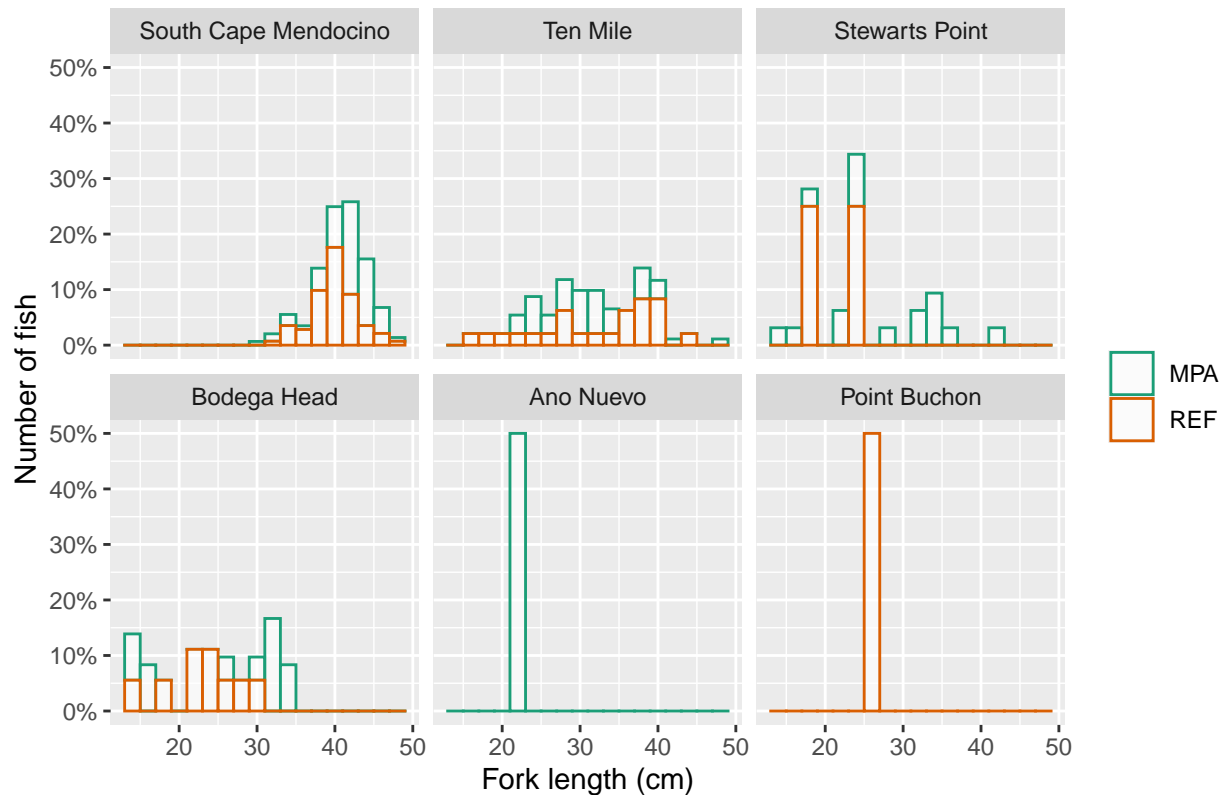 South Cape Mendocino
Ten Mile
Stewarts Point
50%
40%
30%
20%
10%
0%
Bodega Head
Ano Nuevo
Point Buchon
50%
40%
30%
20%
10%
0%
20 30 40 50
20 30 40 50
20 30 40 50
Fork length (cm)
Number of fish
MPA
REF